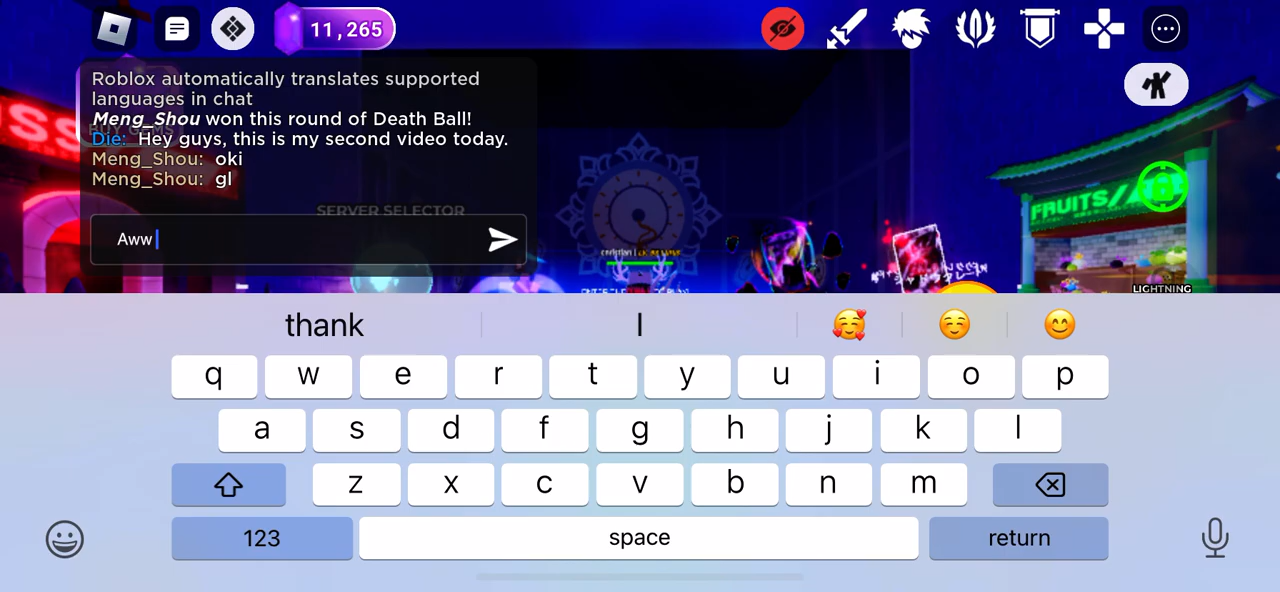 11,265
Roblox automatically translates supported
languages in chat
Meng_Shou won this round of Death Ball!
BUY GEMS
Die: Hey guys, this is my second video today.
Meng_Shou: oki
Meng_Shou: gl
SERVER SELECTOR
Aww
FRUITS/
LIGHTNING
thank
I
q w e r t y u i o p
a s d f g h j k l
z x c v b n m
123
space
return